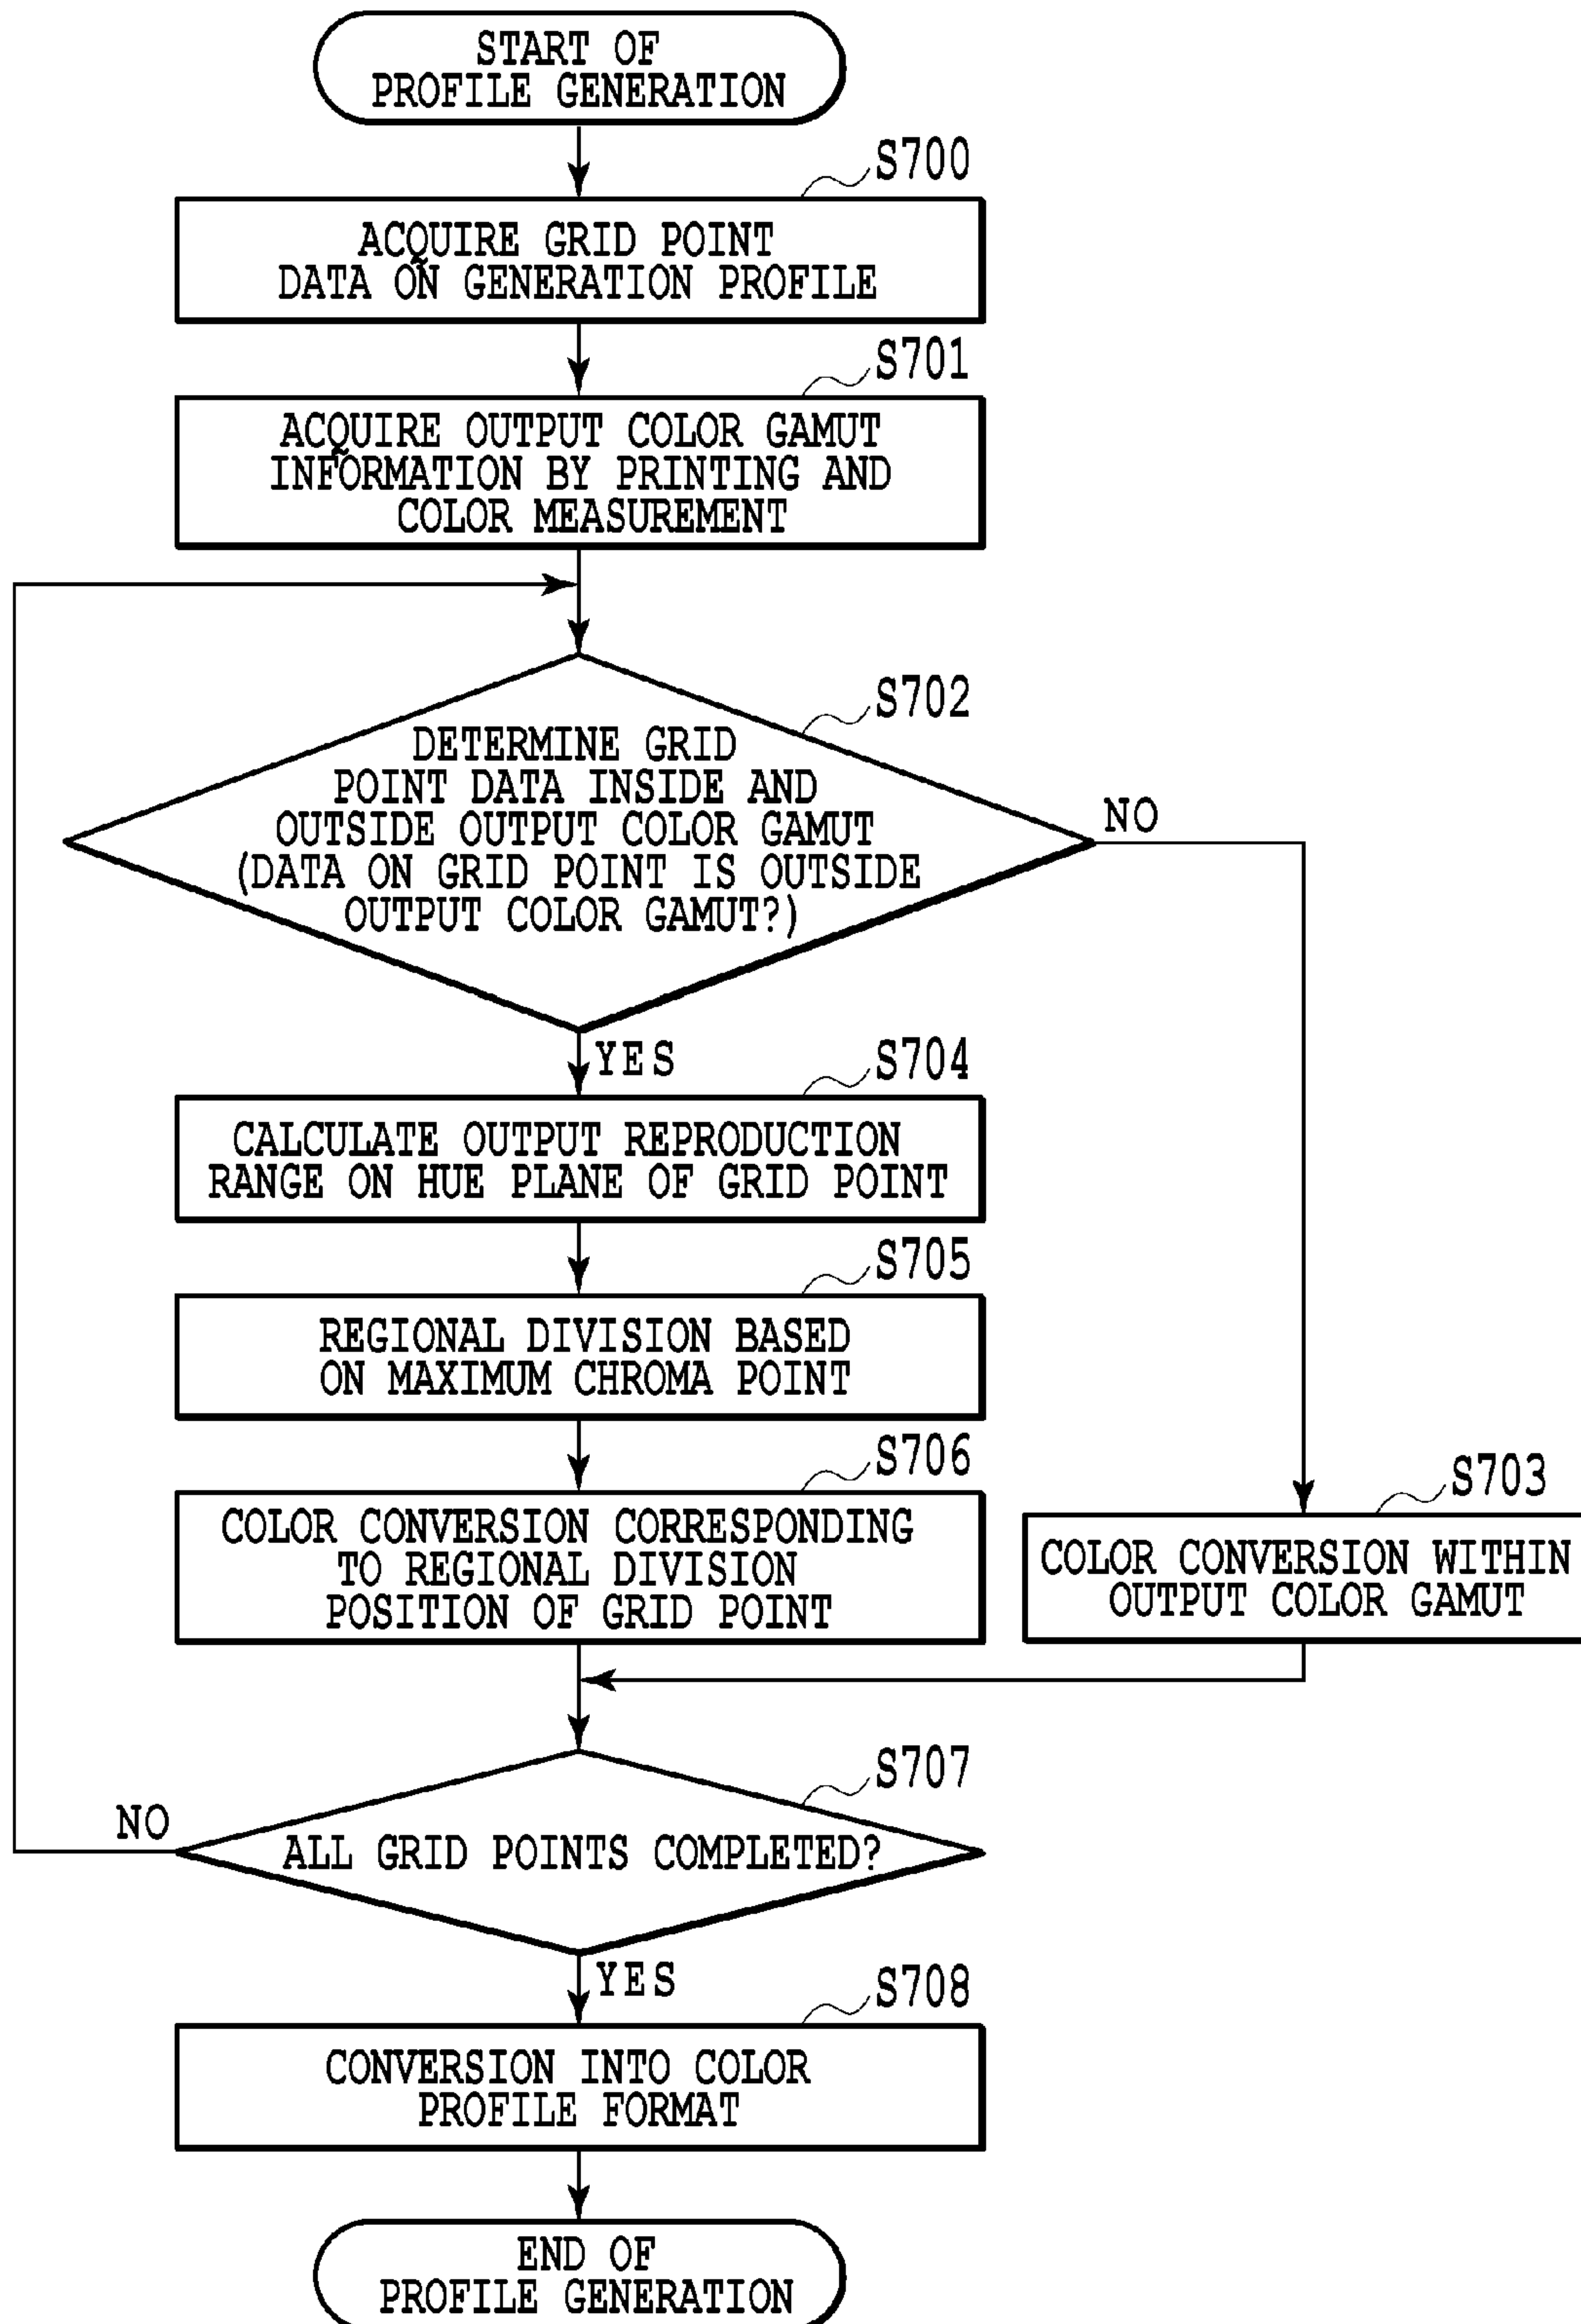 START OF
PROFILE GENERATION
S700
ACQUIRE GRID POINT
DATA ON GENERATION PROFILE
S701
ACQUIRE OUTPUT COLOR GAMUT
INFORMATION BY PRINTING AND
COLOR MEASUREMENT
S702
DETERMINE GRID
POINT DATA INSIDE AND
OUTSIDE OUTPUT COLOR GAMUT
(DATA ON GRID POINT IS OUTSIDE
OUTPUT COLOR GAMUT?)
NO
YES
S704
CALCULATE OUTPUT REPRODUCTION
RANGE ON HUE PLANE OF GRID POINT
S705
REGIONAL DIVISION BASED
ON MAXIMUM CHROMA POINT
S706
COLOR CONVERSION CORRESPONDING
TO REGIONAL DIVISION
POSITION OF GRID POINT
S703
COLOR CONVERSION WITHIN
OUTPUT COLOR GAMUT
S707
NO
ALL GRID POINTS COMPLETED?
YES
S708
CONVERSION INTO COLOR
PROFILE FORMAT
END OF
PROFILE GENERATION